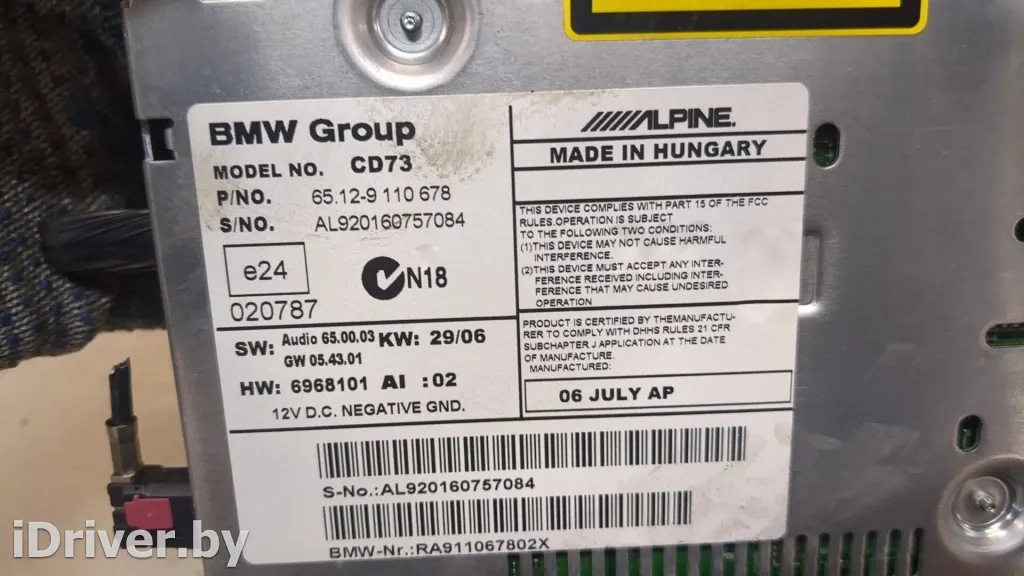 BMW Group
MODEL NO. CD73
P/NO. 65.12-9 110 678
S/NO. AL920160757084
e24
020787
N18
SW: Audio 65.00.03 KW: 29/06
GW 05.43.01
HW: 6968101 AI :02
12V D.C. NEGATIVE GND.
ALPINE.
MADE IN HUNGARY
THIS DEVICE COMPLIES WITH PART 15 OF THE FCC
RULES.OPERATION IS SUBJECT
TO THE FOLLOWING TWO CONDITIONS:
(1)THIS DEVICE MAY NOT CAUSE HARMFUL
INTERFERENCE.
(2)THIS DEVICE MUST ACCEPT ANY INTER-
FERENCE RECEIVED INCLUDING INTER-
FERENCE THAT MAY CAUSE UNDESIRED
OPERATION
PRODUCT IS CERTIFIED BY THEMANUFACTU-
RER TO COMPLY WITH DHHS RULES 21 CFR
SUBCHAPTER J APPLICATION AT THE DATE
OF MANUFACTURE.
MANUFACTURED:
06 JULY AP
S-No.:AL920160757084
BMW-Nr.:RA911067802X
iDriver.by